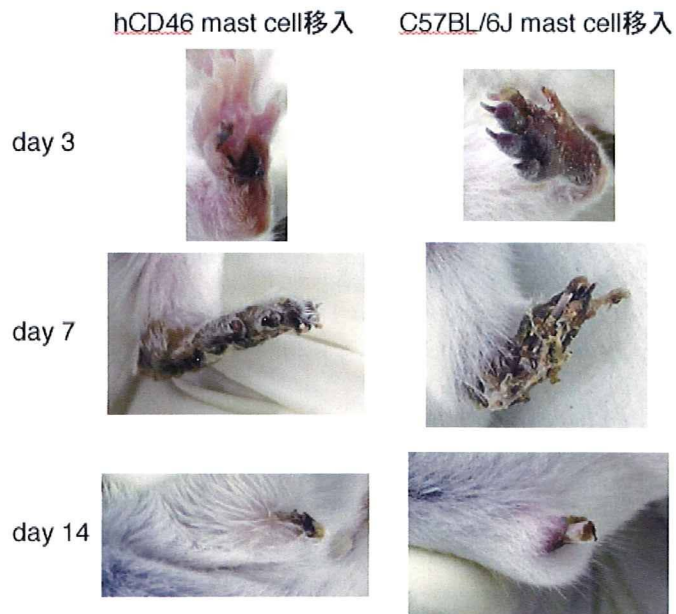 hCD46 mast cell移入
C57BL/6J mast cell移入
day 3
day 7
day 14